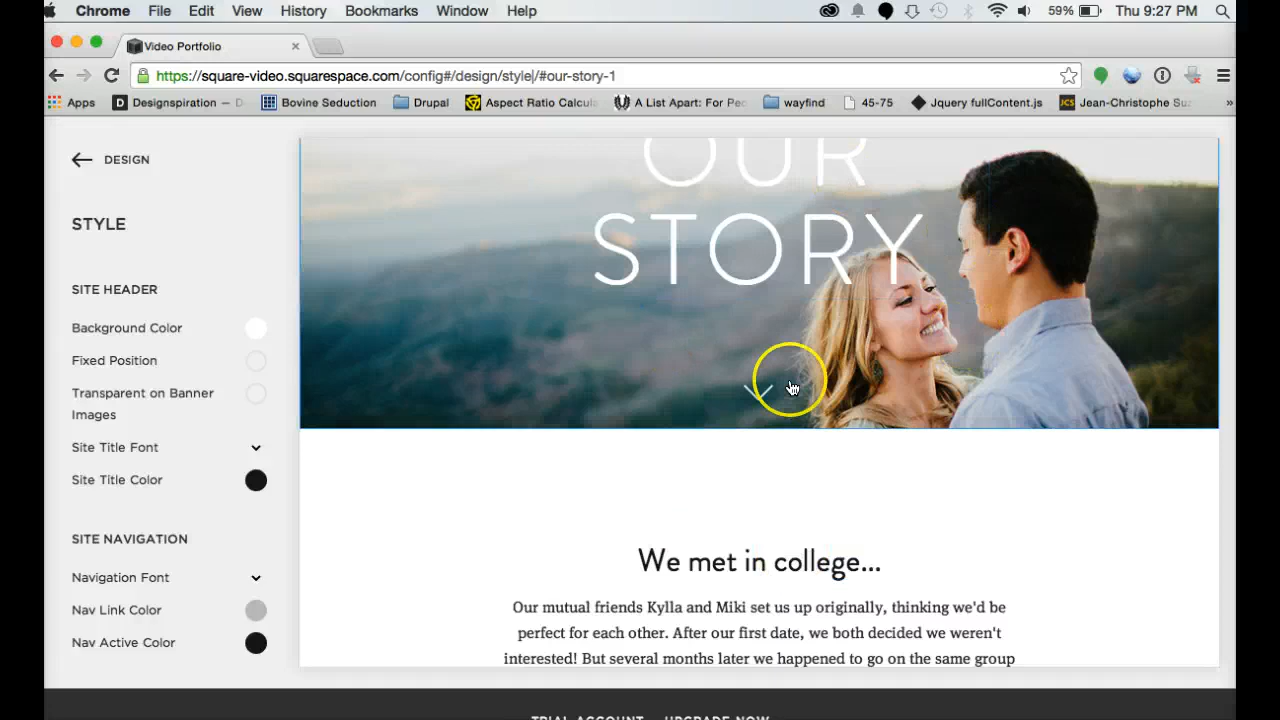 Chrome File Edit View History Bookmarks Window Help 59% Thu 9:27 PM
Video Portfolio
https://square-video.squarespace.com/config#/design/style|/#our-story-1
Apps Designspiration — D Bovine Seduction Drupal Aspect Ratio Calcula A List Apart: For Peo wayfind 45-75 Jquery fullContent.js JCS Jean-Christophe Su »
DESIGN
STYLE
SITE HEADER
Background Color
Fixed Position
Transparent on Banner
Images
Site Title Font
Site Title Color
SITE NAVIGATION
Navigation Font
Nav Link Color
Nav Active Color
OUR
STORY
We met in college...
Our mutual friends Kylla and Miki set us up originally, thinking we'd be
perfect for each other. After our first date, we both decided we weren't
interested! But several months later we happened to go on the same group
TRIAL ACCOUNT UPGRADE NOW